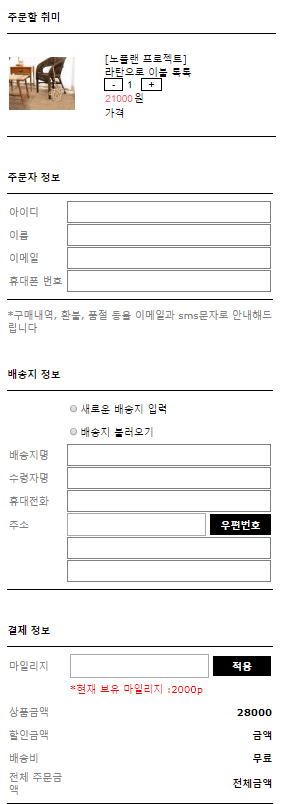 주문할 취미
[노플랜 프로젝트]
라탄으로 이불 톡톡
- 1 +
21000원
가격
주문자 정보
아이디
이름
이메일
휴대폰 번호
*구매내역, 환불, 품절 등을 이메일과 sms문자로 안내해드
립니다
배송지 정보
새로운 배송지 입력
배송지 불러오기
배송지명
수령자명
휴대전화
주소 우편번호
결제 정보
마일리지 적용
*현재 보유 마일리지 :2000p
상품금액 28000
할인금액 금액
배송비 무료
전체 주문금
액 전체금액